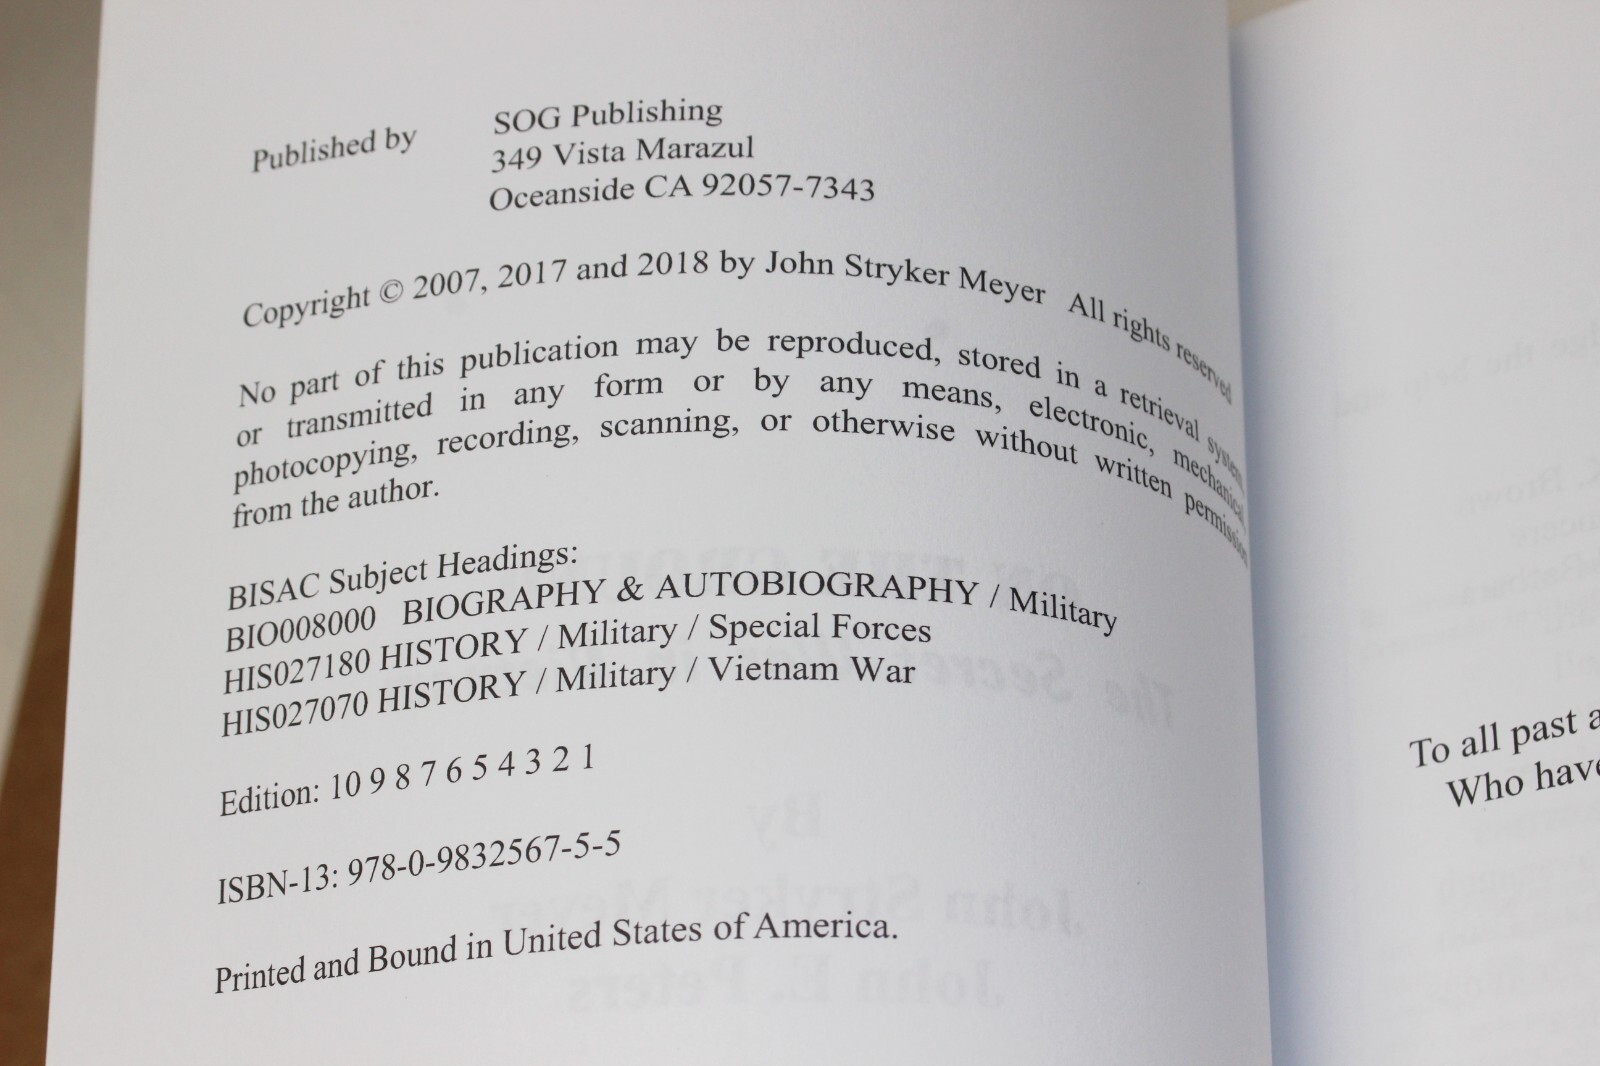 Published by
SOG Publishing
349 Vista Marazul
Oceanside CA 92057-7343
Copyright © 2007, 2017 and 2018 by John Stryker Meyer All rights reserved
No part of this publication may be reproduced, stored in a retrieval system,
or transmitted in any form or by any means, electronic, mechanical,
photocopying, recording, scanning, or otherwise without written permission
from the author.
BISAC Subject Headings:
BIO008000 BIOGRAPHY & AUTOBIOGRAPHY / Military
HIS027180 HISTORY / Military / Special Forces
HIS027070 HISTORY / Military / Vietnam War
Edition: 10 9 8 7 6 5 4 3 2 1
ISBN-13: 978-0-9832567-5-5
Printed and Bound in United States of America.
To all past a
Who have